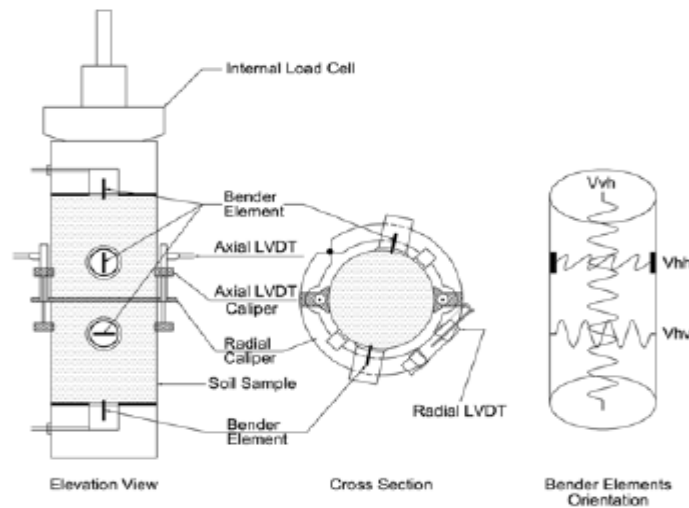 Internal Load Cell
Bender
Element
Axial LVDT
Axial LVDT
Caliper
Radial
Caliper
Soil Sample
Bender
Element
Radial LVDT
Vvh
Vhh
Vhv
Elevation View
Cross Section
Bender Elements
Orientation